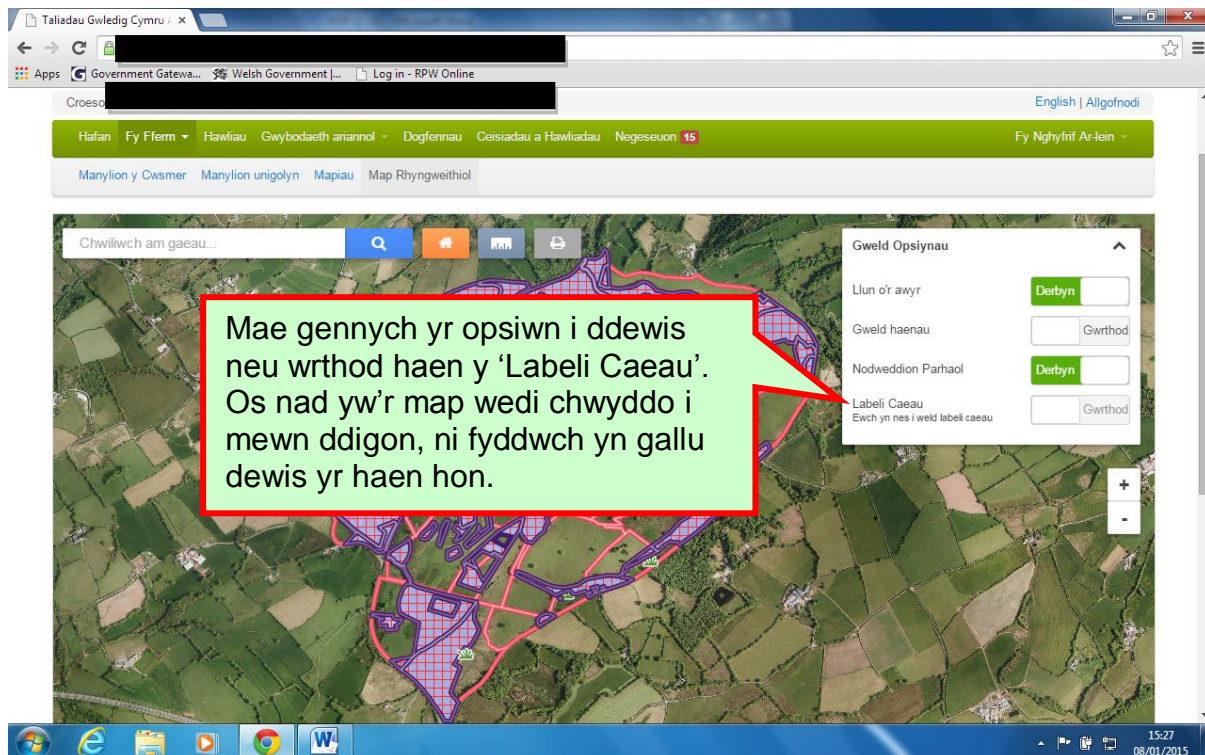 Taliadau Gwledig Cymru /
Apps Government Gatewa... Welsh Government |... Log in - RPW Online
Croeso
English | Allgofnodi
Hafan Fy Fferm Hawliau Gwybodaeth ariannol Dogfennau Ceisiadau a Hawliadau Negeseuon 15 Fy Nghyfrif Ar-lein
Manylion y Cwsmer Manylion unigolyn Mapiau Map Rhyngweithiol
Chwiliwch am gaeau...
Gweld Opsiynau
Llun o'r awyr Derbyn
Gweld haenau Gwrthod
Nodweddion Parhaol Derbyn
Labeli Caeau Gwrthod
Ewch yn nes i weld labeli caeau
+
-
Mae gennych yr opsiwn i ddewis
neu wrthod haen y ‘Labeli Caeau’.
Os nad yw’r map wedi chwyddo i
mewn ddigon, ni fyddwch yn gallu
dewis yr haen hon.
15:27
08/01/2015